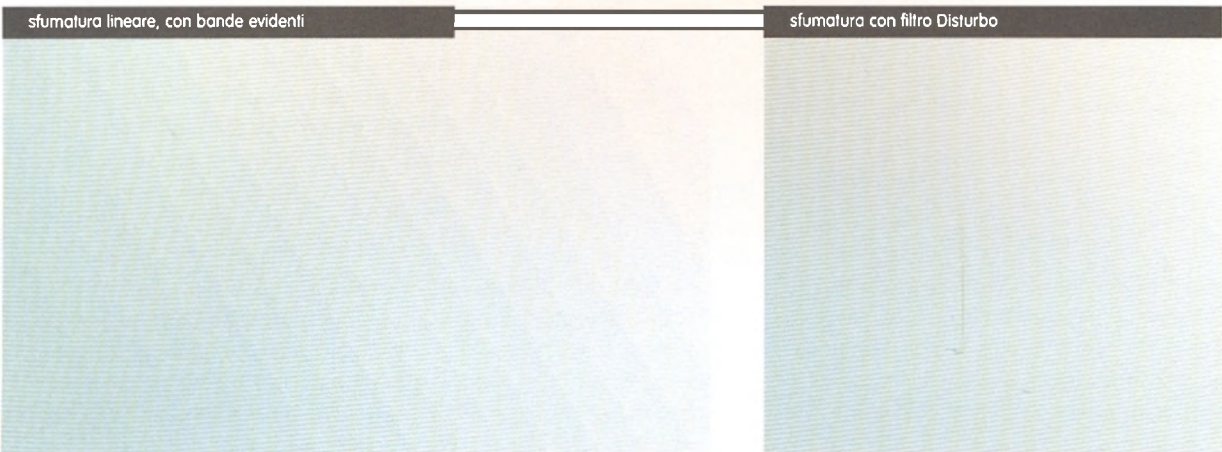 sfumatura lineare, con bande evidenti
sfumatura con filtro Disturbo